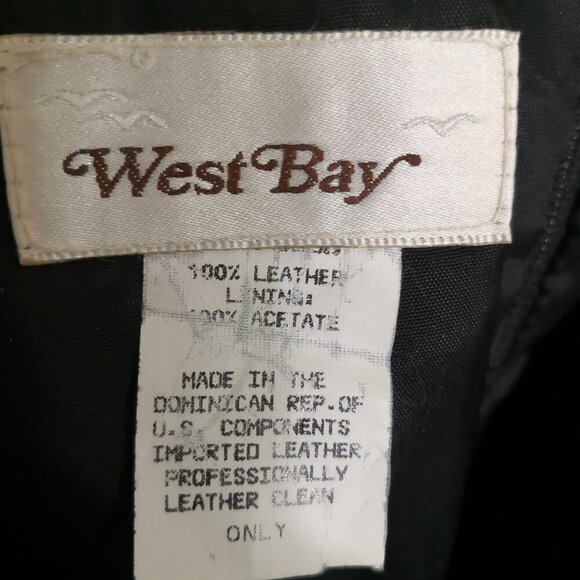 West Bay
100% LEATHER
LINING:
100% ACETATE
MADE IN THE
DOMINICAN REP.OF
U.S. COMPONENTS
IMPORTED LEATHER
PROFESSIONALLY
LEATHER CLEAN
ONLY